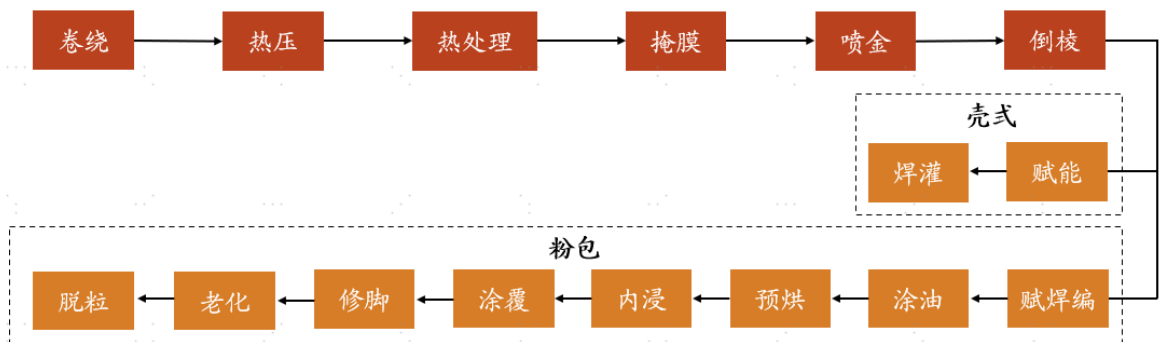 卷绕 热压 热处理 掩膜 喷金 倒棱
壳式
焊灌 赋能
粉包
脱粒 老化 修脚 涂覆 内浸 预烘 涂油 赋焊编